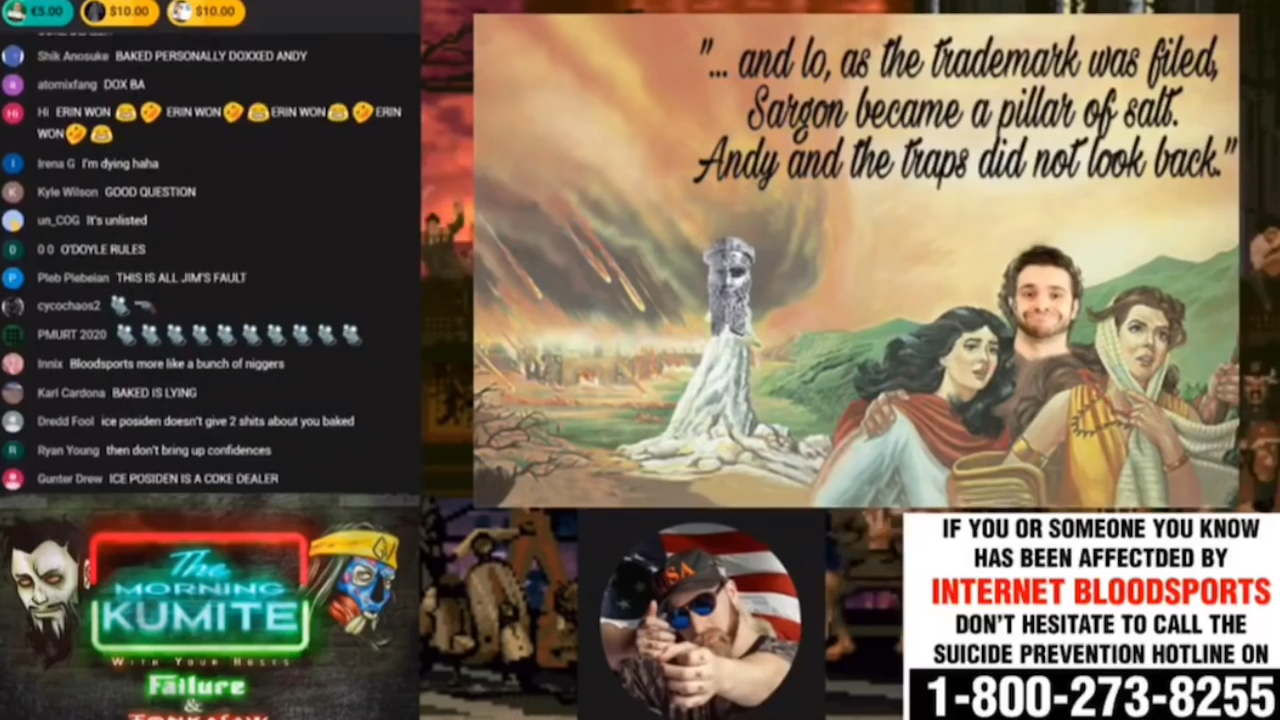 €5.00 $10.00 $10.00
Shik Anosuke BAKED PERSONALLY DOXXED ANDY
atomixfang DOX BA
Hi Hi ERIN WON 😂🤣 ERIN WON🤣 😂ERIN WON😂 🤣ERIN
WON🤣 😂
I Irena G I'm dying haha
K Kyle Wilson GOOD QUESTION
un_COG It's unlisted
0 0 0 O'DOYLE RULES
P Pleb Plebeian THIS IS ALL JIM'S FAULT
cycochaos2
PMURT 2020
Innix Bloodsports more like a bunch of niggers
Karl Cardona BAKED IS LYING
Dredd Fool ice posiden doesn't give 2 shits about you baked
R Ryan Young then don't bring up confidences
Gunter Drew ICE POSIDEN IS A COKE DEALER
"... and lo, as the trademark was filed,
Sargon became a pillar of salt.
Andy and the traps did not look back."
The
MORNING
KUMITE
With Your Hosts
Failure
&
SA
IF YOU OR SOMEONE YOU KNOW
HAS BEEN AFFECTDED BY
INTERNET BLOODSPORTS
DON'T HESITATE TO CALL THE
SUICIDE PREVENTION HOTLINE ON
1-800-273-8255